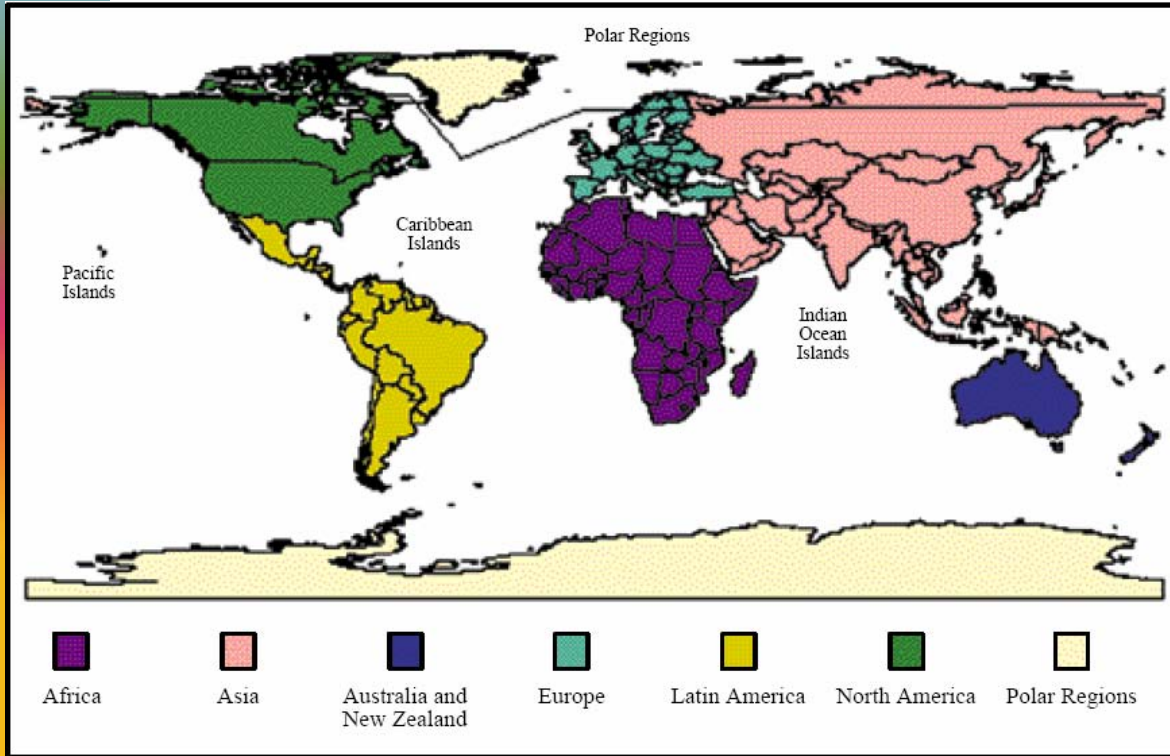 Polar Regions
Caribbean
Islands
Pacific
Islands
Indian
Ocean
Islands
Africa
Asia
Australia and
New Zealand
Europe
Latin America
North America
Polar Regions